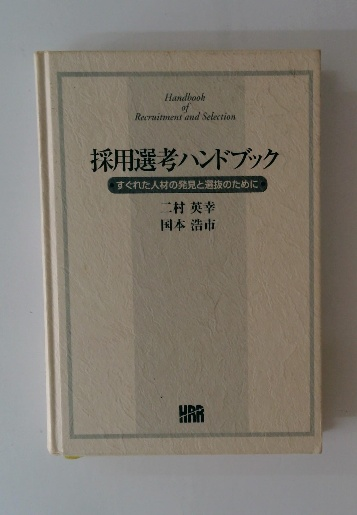 Handbook
of
Recruitment and Selection
採用選考ハンドブック
すぐれた人材の発見と選抜のために
二村 英幸
国本 浩市
HRR